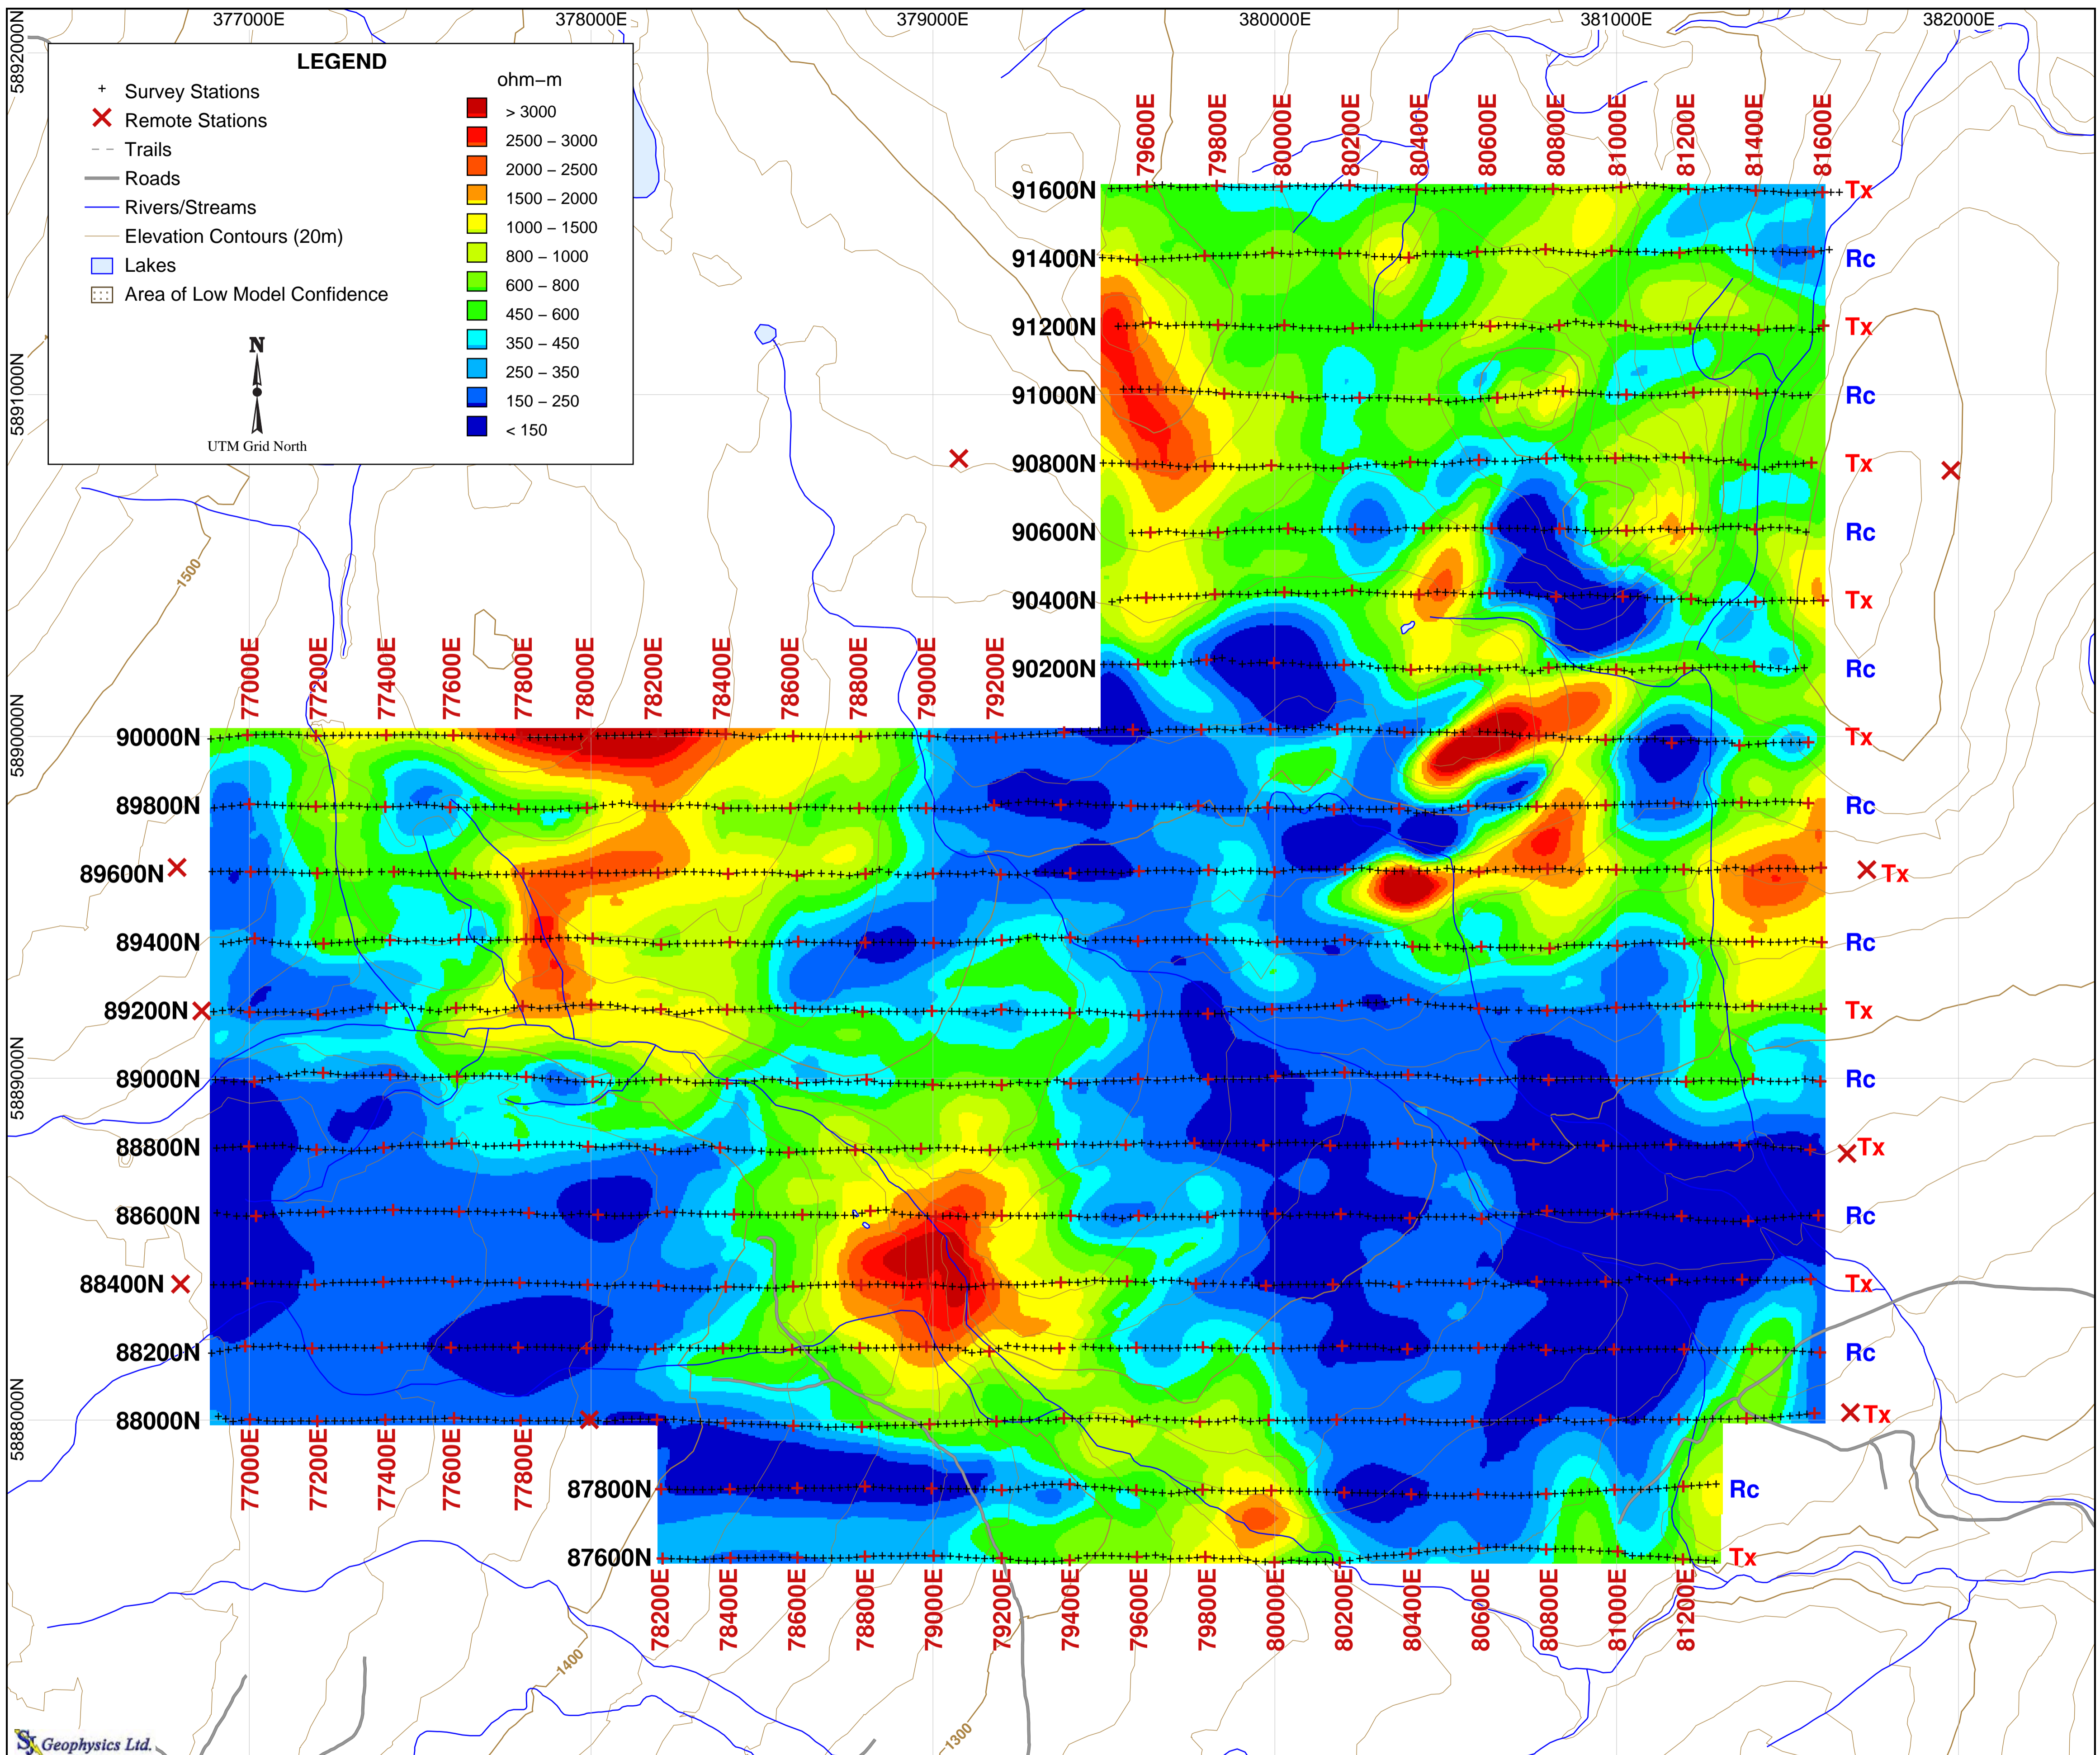 377000E 378000E 379000E 380000E 381000E 382000E
5892000N
5891000N
5890000N
5889000N
5888000N
LEGEND
Survey Stations
Remote Stations
Trails
Roads
Rivers/Streams
Elevation Contours (20m)
Lakes
Area of Low Model Confidence
N
UTM Grid North
ohm-m
> 3000
2500 - 3000
2000 - 2500
1500 - 2000
1000 - 1500
800 - 1000
600 - 800
450 - 600
350 - 450
250 - 350
150 - 250
< 150
79600E 79800E 80000E 80200E 80400E 80600E 80800E 81000E 81200E 81400E 81600E
91600N Tx
91400N Rc
91200N Tx
91000N Rc
90800N Tx
90600N Rc
1500
90400N Tx
77000E 77200E 77400E 77600E 77800E 78000E 78200E 78400E 78600E 78800E 79000E 79200E
90200N Rc
90000N Tx
89800N Rc
89600N Tx
89400N Rc
89200N Tx
89000N Rc
88800N Tx
88600N Rc
88400N Tx
88200N Rc
88000N Tx
77000E 77200E 77400E 77600E 77800E
87800N Rc
87600N Tx
78200E 78400E 78600E 78800E 79000E 79200E 79400E 79600E 79800E 80000E 80200E 80400E 80600E 80800E 81000E 81200E
1400
1300
SJ Geophysics Ltd.